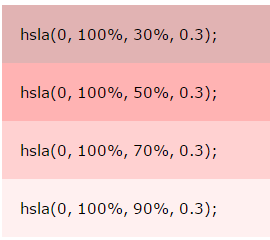 hsla(0, 100%, 30%, 0.3);
hsla(0, 100%, 50%, 0.3);
hsla(0, 100%, 70%, 0.3);
hsla(0, 100%, 90%, 0.3);